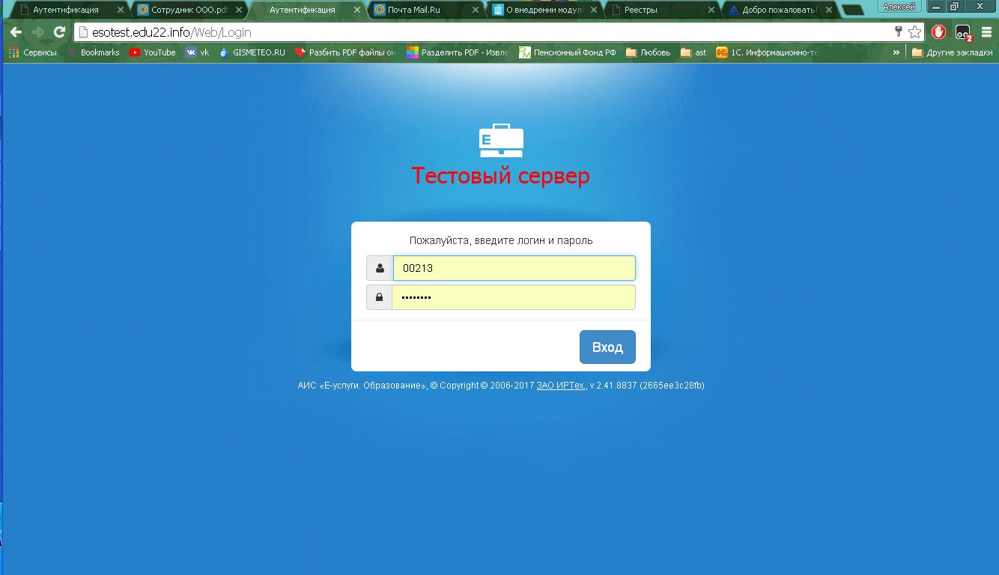 Аутентификация
Сотрудник ООО.pdf
Аутентификация
Почта Mail.Ru
О внедрении модул
Реестры
Добро пожаловать!
Алексей
esotest.edu22.info/Web/Login
Сервисы
Bookmarks
YouTube
vk
GISMETEO.RU
Разбить PDF файлы он
Разделить PDF - Извле
Пенсионный Фонд РФ
Любовь
ast
1С. Информационно-те
»
Другие закладки
2
E
Тестовый сервер
Пожалуйста, введите логин и пароль
00213
••••••••
Вход
АИС «Е-услуги. Образование», © Copyright © 2006-2017 ЗАО ИРТех., v.2.41.8837 (2665ee3c28fb)